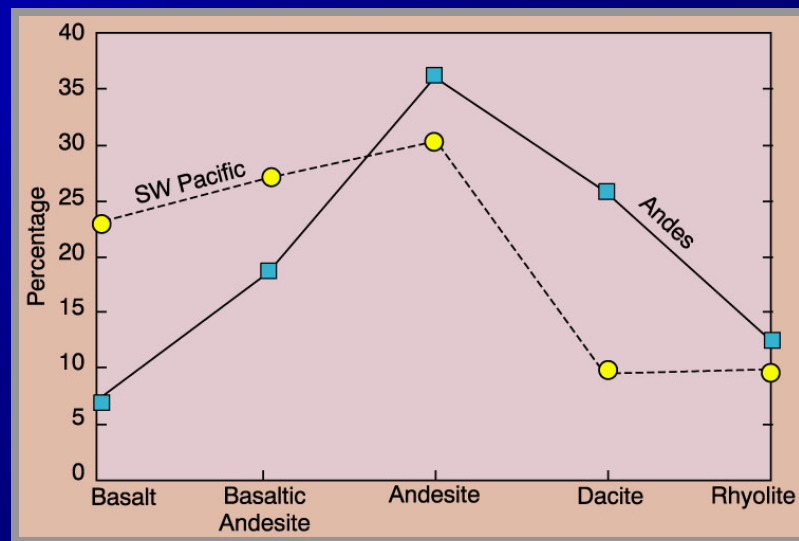 40
35
30
25
20
15
10
5
0
Percentage
SW Pacific
Andes
Basalt
Basaltic
Andesite
Andesite
Dacite
Rhyolite